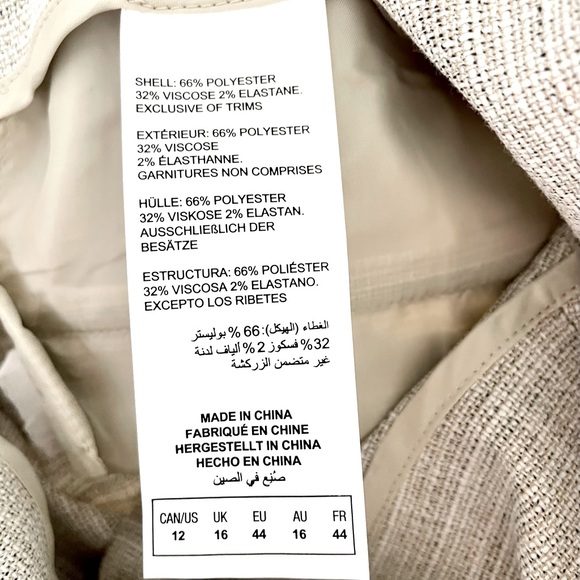 SHELL: 66% POLYESTER
32% VISCOSE 2% ELASTANE.
EXCLUSIVE OF TRIMS
EXTÉRIEUR: 66% POLYESTER
32% VISCOSE
2% ÉLASTHANNE.
GARNITURES NON COMPRISES
HÜLLE: 66% POLYESTER
32% VISKOSE 2% ELASTAN.
AUSSCHLIEßLICH DER
BESÄTZE
ESTRUCTURA: 66% POLIÉSTER
32% VISCOSA 2% ELASTANO.
EXCEPTO LOS RIBETES
الغطاء (الهيكل): 66 % بوليستر
32% فسكوز 2 % ألياف لدنة
غير متضمن الزركشة
MADE IN CHINA
FABRIQUÉ EN CHINE
HERGESTELLT IN CHINA
HECHO EN CHINA
صُنِع في الصين
CAN/US UK EU AU FR
12 16 44 16 44